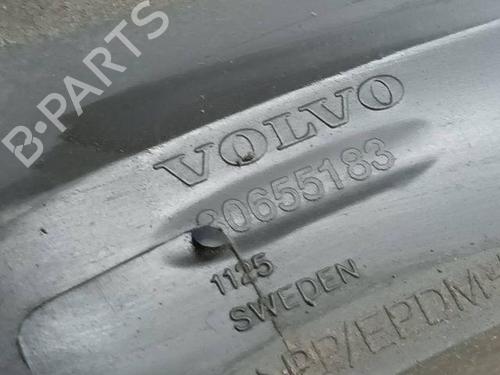 B-PARTS
VOLVO
30655183
1125
SWEDEN
PP/EPDM